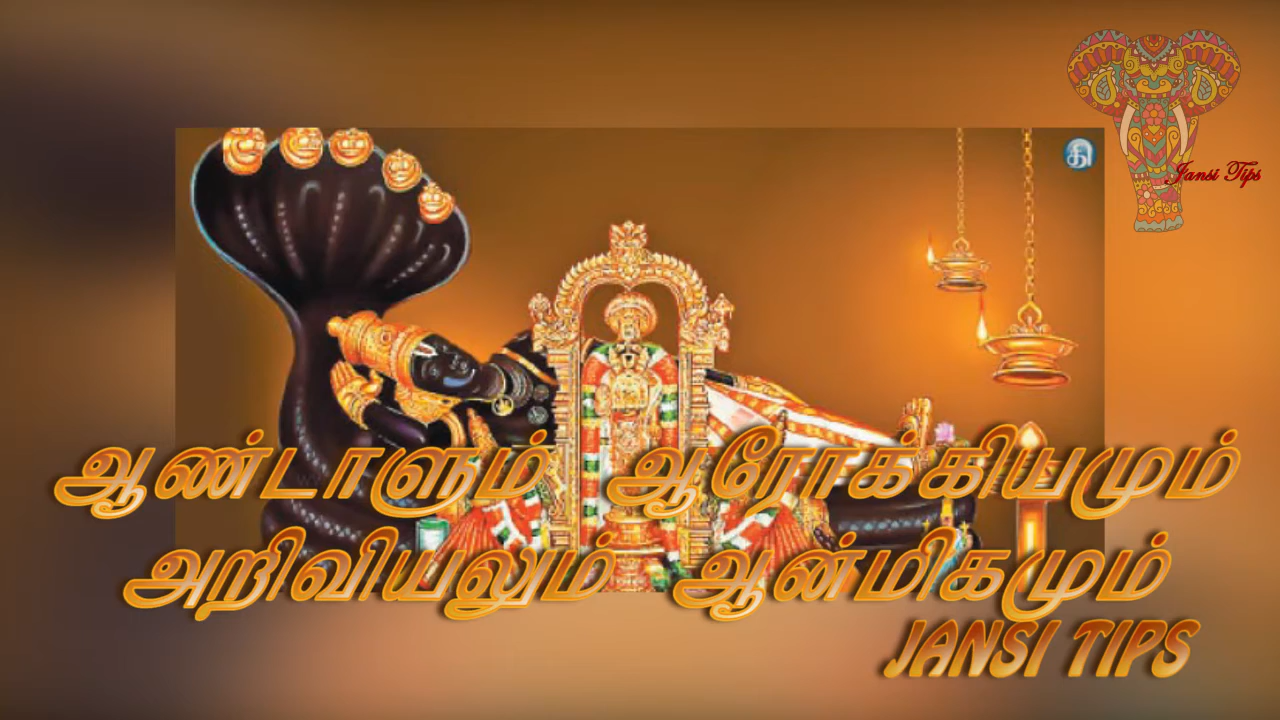 தி
Jansi Tips
ஆண்டாளும் ஆரோக்கியமும்
அறிவியலும் ஆன்மிகமும்
JANSI TIPS